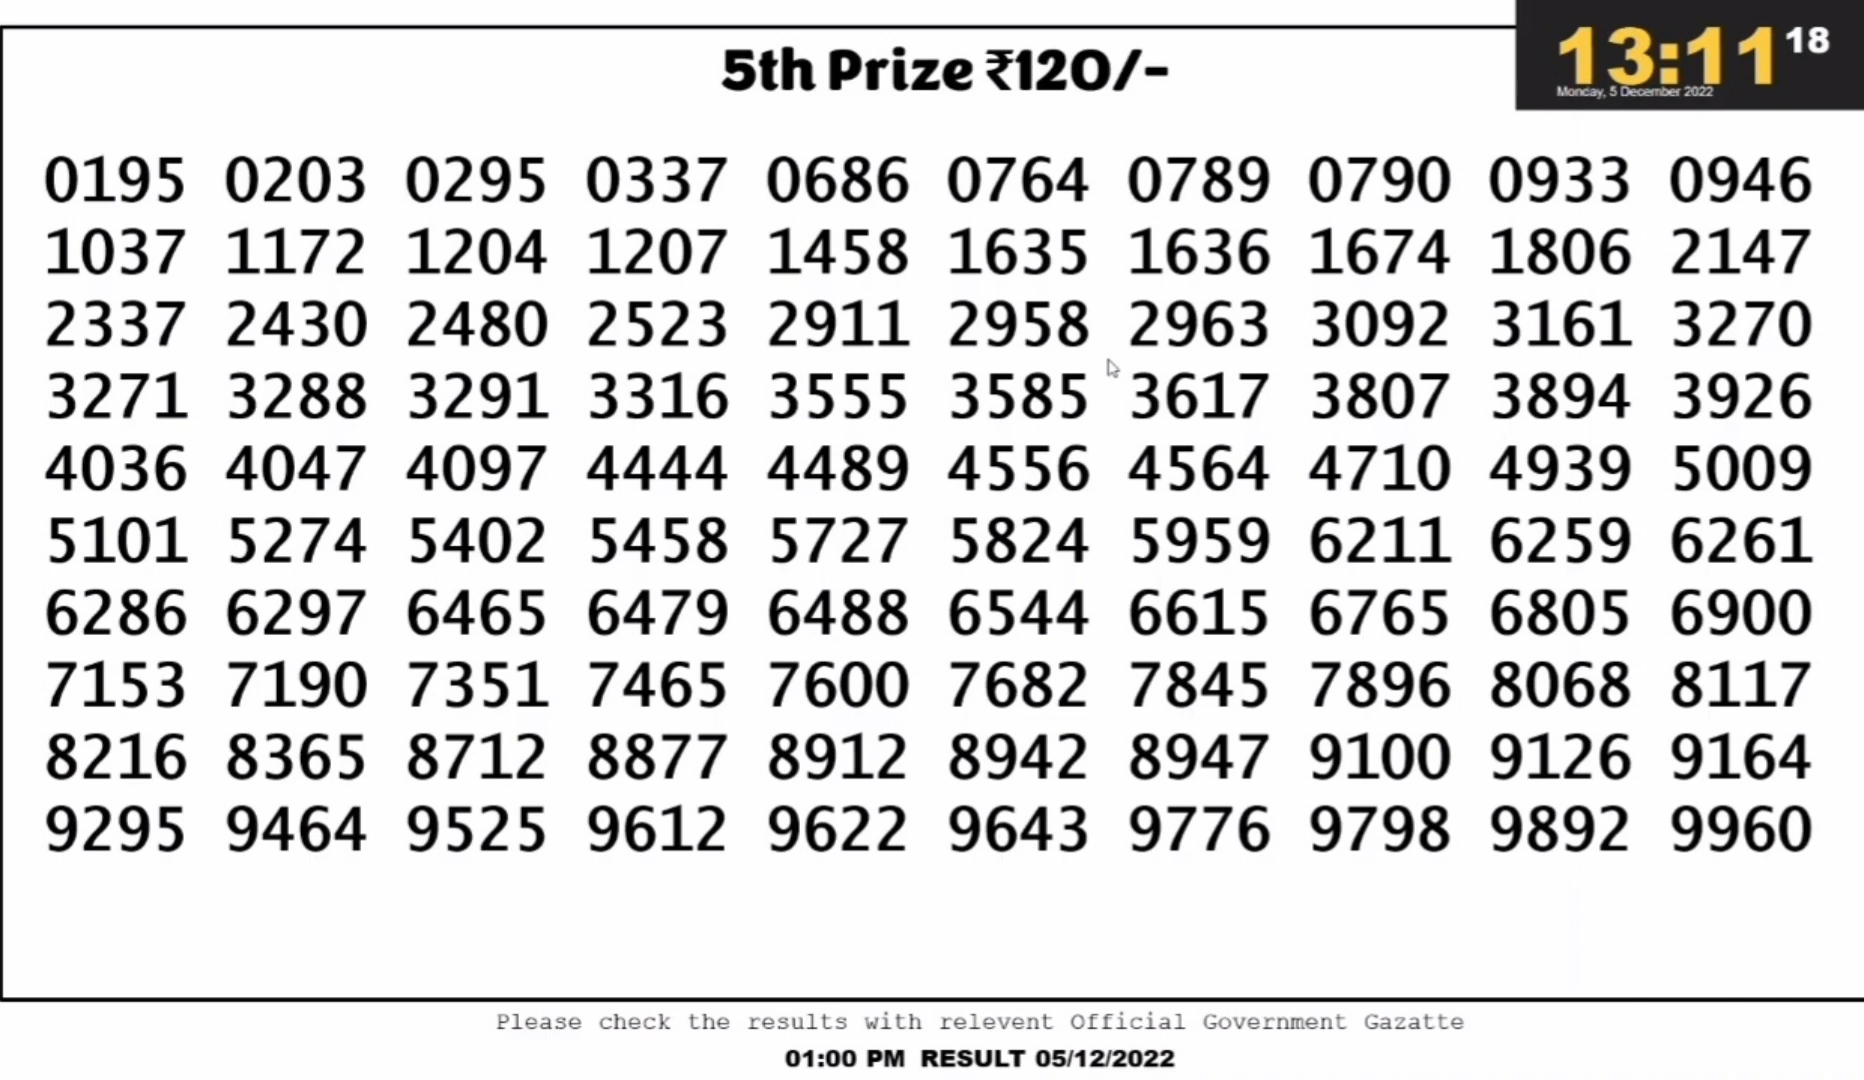 13:11 18
Monday, 5 December 2022
5th Prize ₹120/-
0195 0203 0295 0337 0686 0764 0789 0790 0933 0946
1037 1172 1204 1207 1458 1635 1636 1674 1806 2147
2337 2430 2480 2523 2911 2958 2963 3092 3161 3270
3271 3288 3291 3316 3555 3585 3617 3807 3894 3926
4036 4047 4097 4444 4489 4556 4564 4710 4939 5009
5101 5274 5402 5458 5727 5824 5959 6211 6259 6261
6286 6297 6465 6479 6488 6544 6615 6765 6805 6900
7153 7190 7351 7465 7600 7682 7845 7896 8068 8117
8216 8365 8712 8877 8912 8942 8947 9100 9126 9164
9295 9464 9525 9612 9622 9643 9776 9798 9892 9960
Please check the results with relevent Official Government Gazatte
01:00 PM RESULT 05/12/2022